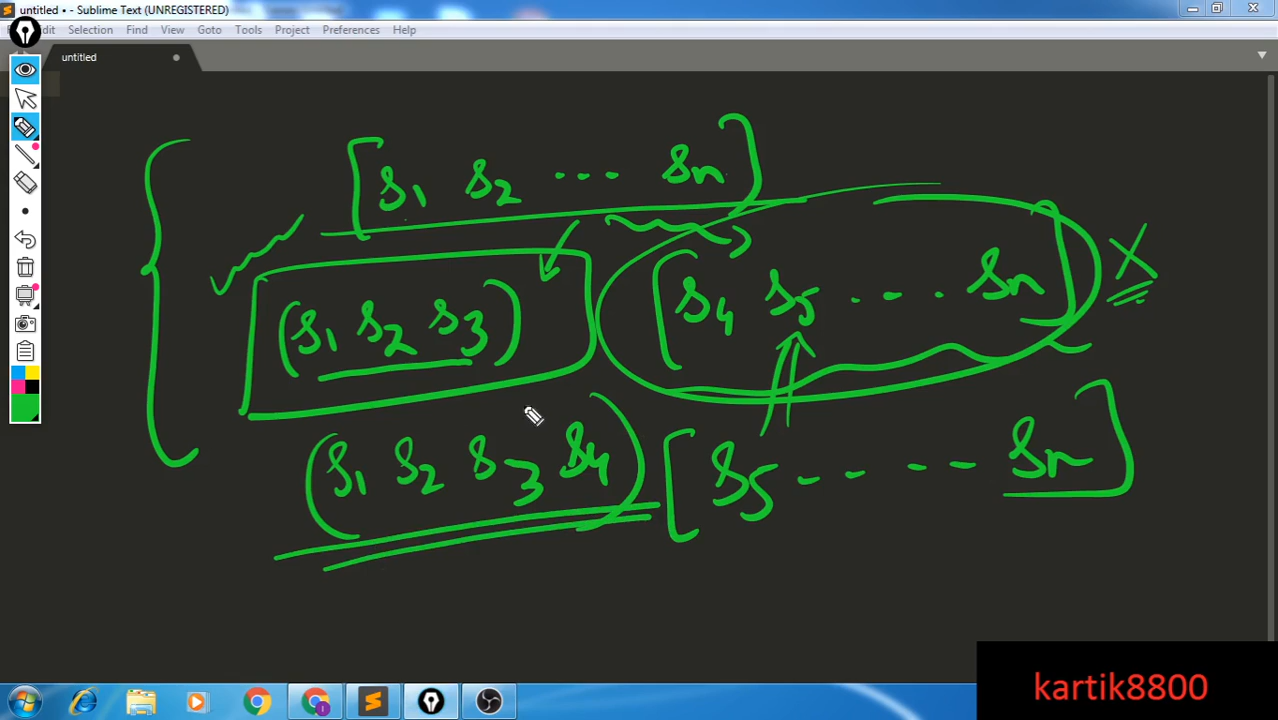 untitled • - Sublime Text (UNREGISTERED)
Edit Selection Find View Goto Tools Project Preferences Help
untitled
[S1 S2 ... Sn]
(S1 S2 S3) [S4 S5 ... Sn] X
(S1 S2 S3 S4) [S5 ---- Sn]
kartik8800